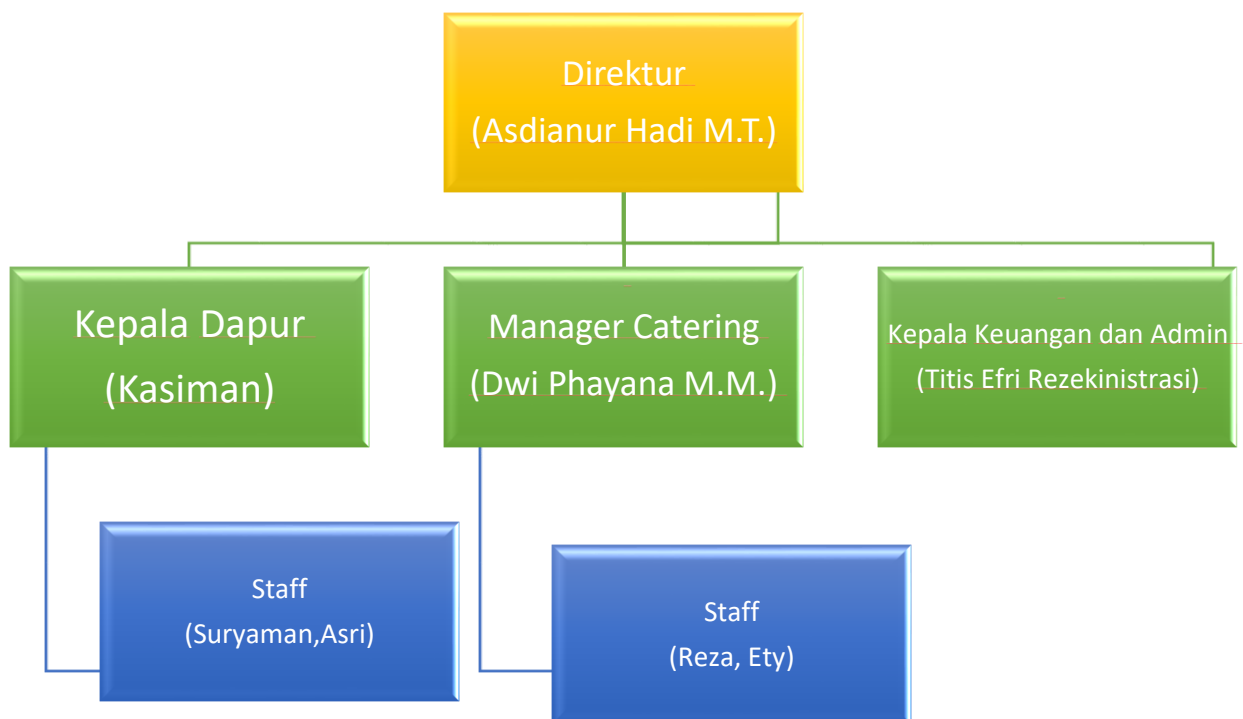 Direktur
(Asdianur Hadi M.T.)
Kepala Dapur
(Kasiman)
Manager Catering
(Dwi Phayana M.M.)
Kepala Keuangan dan Admin
(Titis Efri Rezekinistrasi)
Staff
(Suryaman,Asri)
Staff
(Reza, Ety)